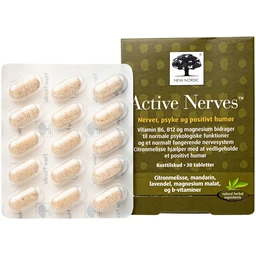 NEW NORDIC
Active Nerves™
Nerver, psyke og positivt humør
Vitamin B6, B12 og magnesium bidrager
til normale psykologiske funktioner
og et normalt fungerende nervesystem
Citronmelisse hjælper med at vedligeholde
et positivt humør
Kosttilskud • 30 tabletter
Citronmelisse, mandarin,
lavendel, magnesium malat,
og b-vitaminer
natural herbal
ingredients